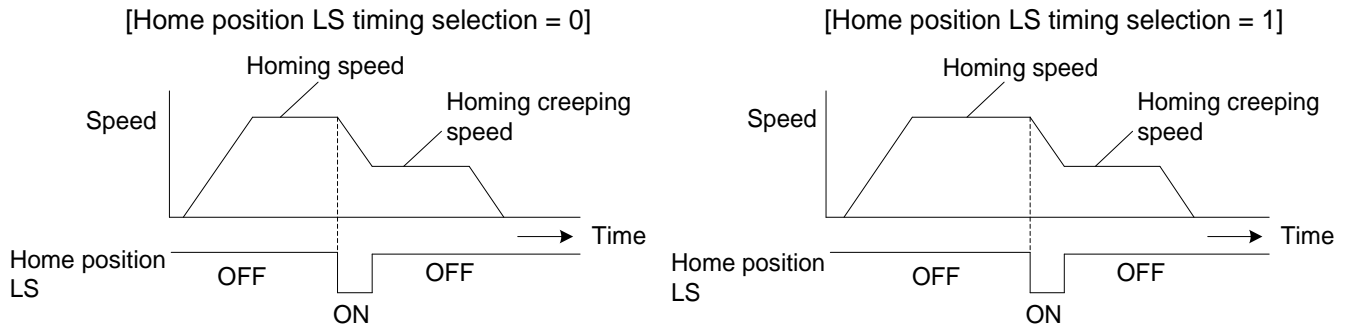 [Home position LS timing selection = 0]
Homing speed
Homing creeping
speed
Speed
Time
Home position
LS
OFF
OFF
ON
[Home position LS timing selection = 1]
Homing speed
Homing creeping
speed
Speed
Time
Home position
LS
OFF
OFF
ON